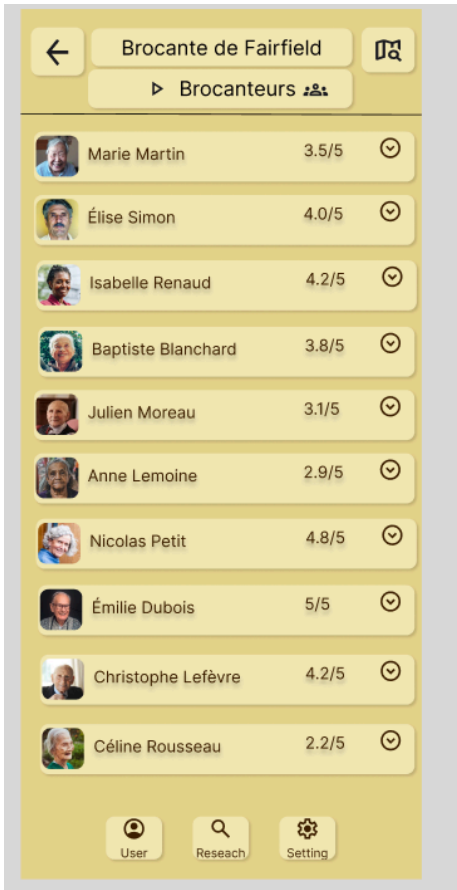 Brocante de Fairfield
Brocanteurs
Marie Martin 3.5/5
Élise Simon 4.0/5
Isabelle Renaud 4.2/5
Baptiste Blanchard 3.8/5
Julien Moreau 3.1/5
Anne Lemoine 2.9/5
Nicolas Petit 4.8/5
Émilie Dubois 5/5
Christophe Lefèvre 4.2/5
Céline Rousseau 2.2/5
User Reseach Setting